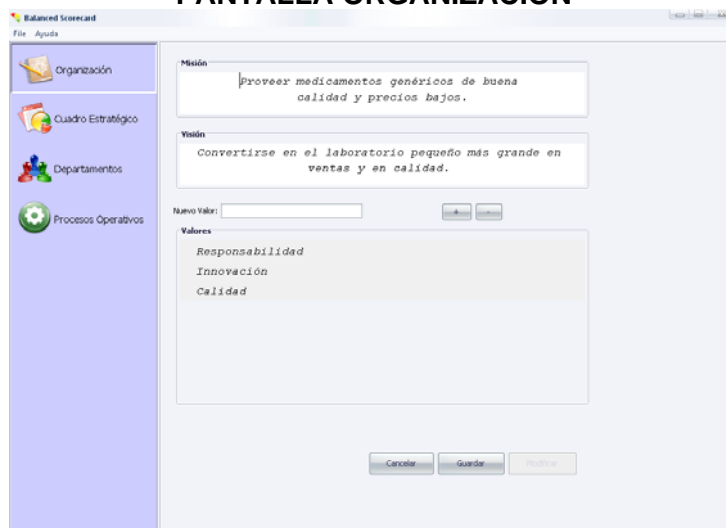 PANTALLA ORGANIZACIÓN
Balanced Scorecard
File Ayuda
Organización
Cuadro Estratégico
Departamentos
Procesos Operativos
Misión
Proveer medicamentos genéricos de buena
calidad y precios bajos.
Visión
Convertirse en el laboratorio pequeño más grande en
ventas y en calidad.
Nuevo Valor:
+ -
Valores
Responsabilidad
Innovación
Calidad
Cancelar Guardar Modificar